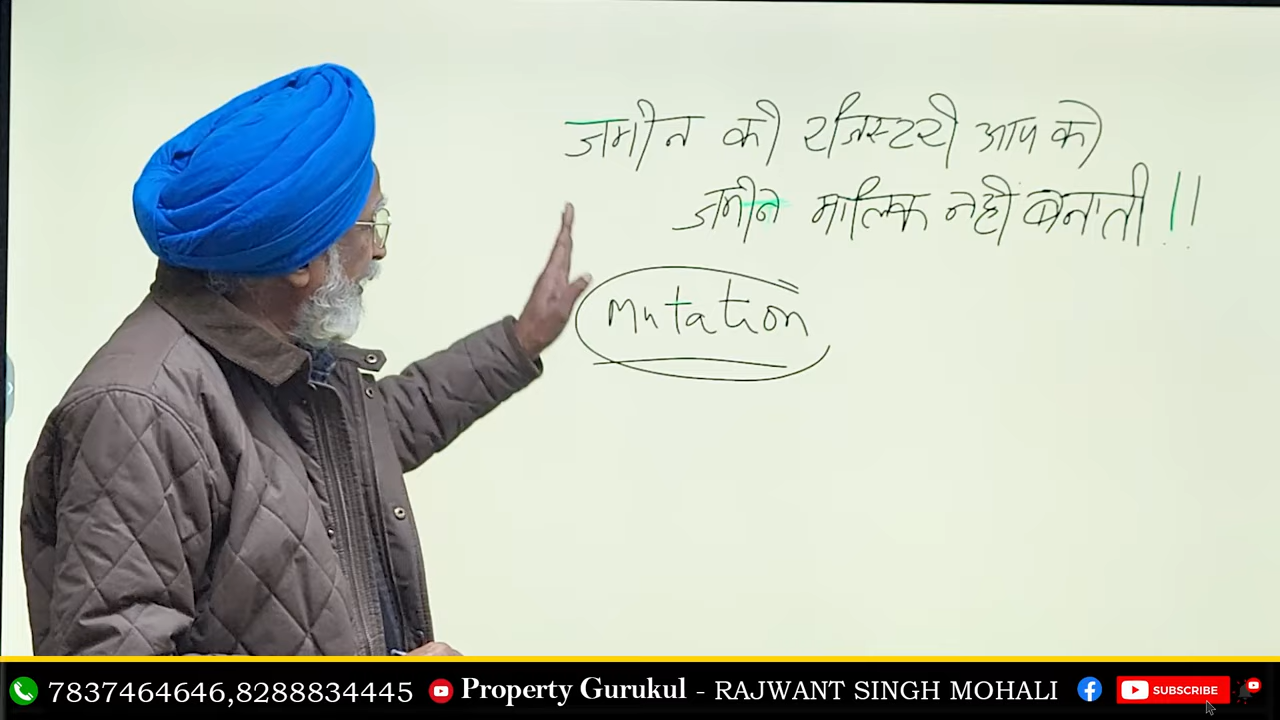 जमीन की रजिस्टरी आप को
जमीन मालिक नही बनाती !!
Mutation
7837464646,8288834445 Property Gurukul - RAJWANT SINGH MOHALI SUBSCRIBE